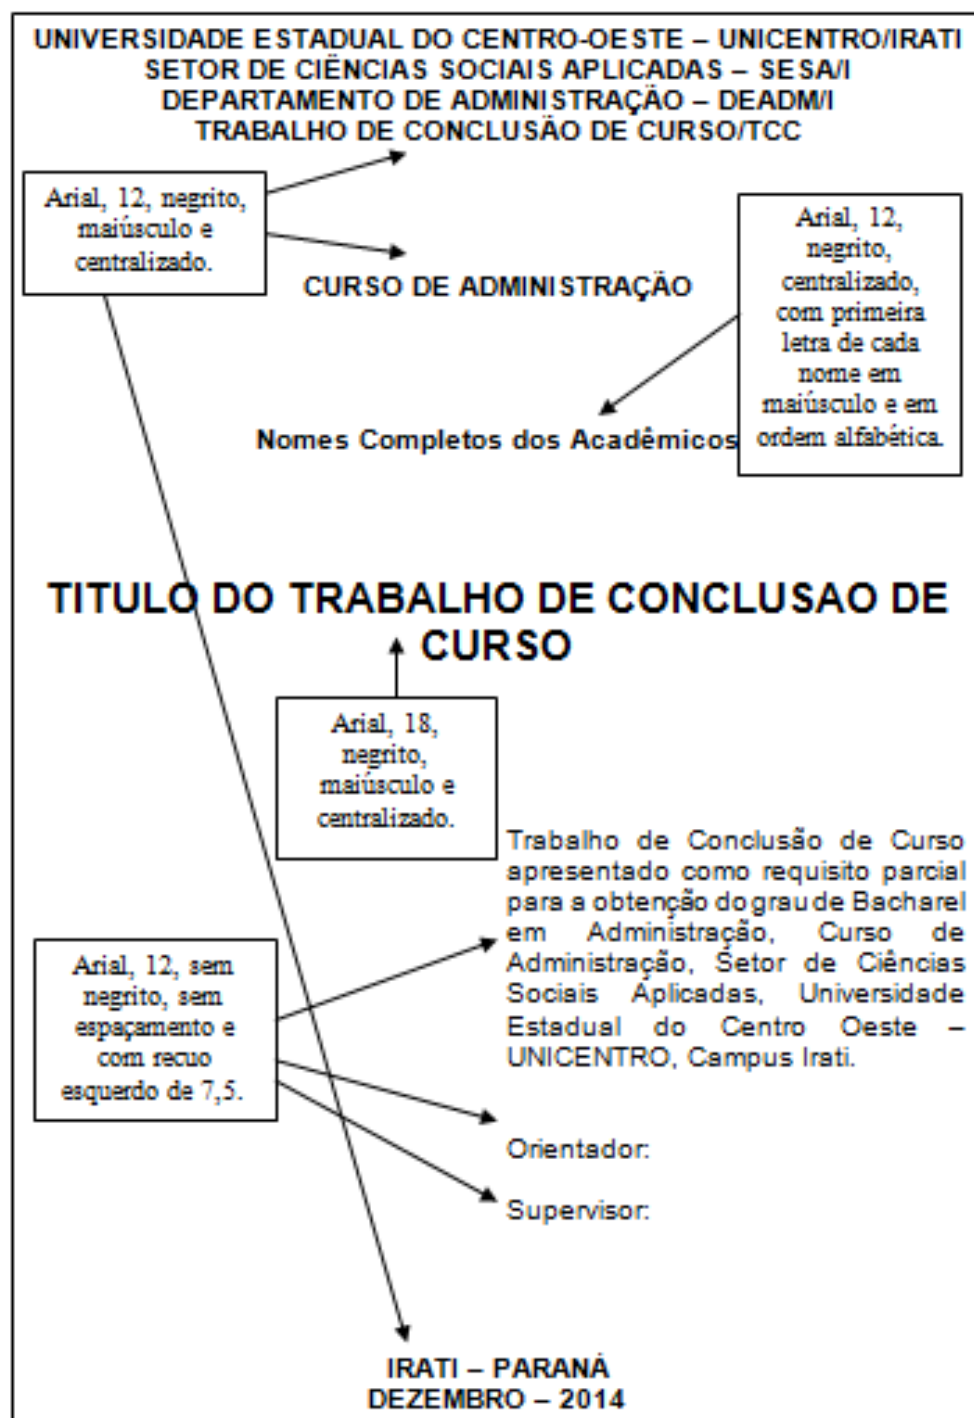 UNIVERSIDADE ESTADUAL DO CENTRO-OESTE – UNICENTRO/IRATI
SETOR DE CIÊNCIAS SOCIAIS APLICADAS – SESA/I
DEPARTAMENTO DE ADMINISTRAÇÃO – DEADM/I
TRABALHO DE CONCLUSÃO DE CURSO/TCC
Arial, 12, negrito,
maiúsculo e
centralizado.
CURSO DE ADMINISTRAÇÃO
Arial, 12,
negrito,
centralizado,
com primeira
letra de cada
nome em
maiúsculo e em
ordem alfabética.
Nomes Completos dos Acadêmicos
TITULO DO TRABALHO DE CONCLUSAO DE
CURSO
Arial, 18,
negrito,
maiúsculo e
centralizado.
Trabalho de Conclusão de Curso
apresentado como requisito parcial
para a obtenção do grau de Bacharel
em Administração, Curso de
Administração, Setor de Ciências
Sociais Aplicadas, Universidade
Estadual do Centro Oeste –
UNICENTRO, Campus Irati.
Arial, 12, sem
negrito, sem
espaçamento e
com recuo
esquerdo de 7,5.
Orientador:
Supervisor:
IRATI – PARANÁ
DEZEMBRO – 2014